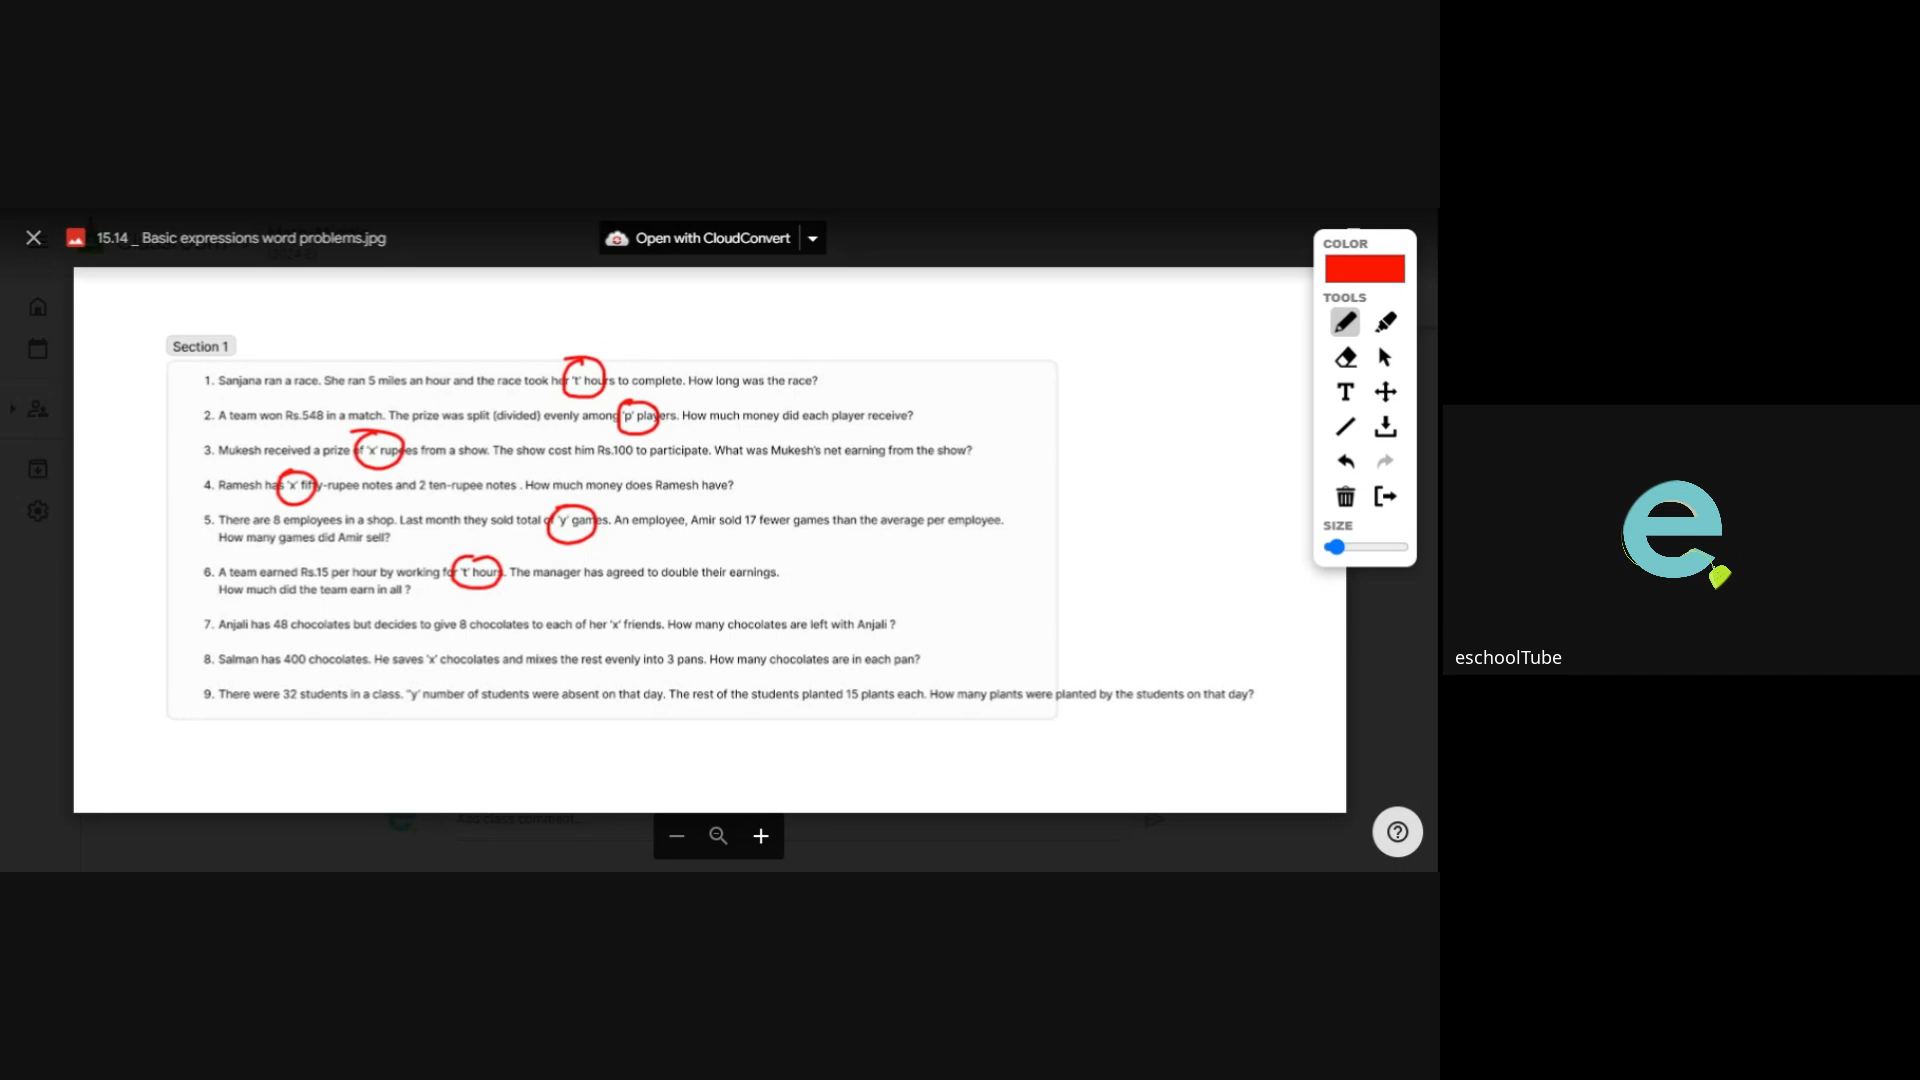 15.14 _ Basic expressions word problems.jpg
Open with CloudConvert
COLOR
TOOLS
SIZE
Section 1
1. Sanjana ran a race. She ran 5 miles an hour and the race took her 't' hours to complete. How long was the race?
2. A team won Rs.548 in a match. The prize was split (divided) evenly among 'p' players. How much money did each player receive?
3. Mukesh received a prize of 'x' rupees from a show. The show cost him Rs.100 to participate. What was Mukesh's net earning from the show?
4. Ramesh has 'x' fifty-rupee notes and 2 ten-rupee notes . How much money does Ramesh have?
5. There are 8 employees in a shop. Last month they sold total of 'y' games. An employee, Amir sold 17 fewer games than the average per employee.
How many games did Amir sell?
6. A team earned Rs.15 per hour by working for 't' hours. The manager has agreed to double their earnings.
How much did the team earn in all ?
7. Anjali has 48 chocolates but decides to give 8 chocolates to each of her 'x' friends. How many chocolates are left with Anjali ?
8. Salman has 400 chocolates. He saves 'x' chocolates and mixes the rest evenly into 3 pans. How many chocolates are in each pan?
9. There were 32 students in a class. "y' number of students were absent on that day. The rest of the students planted 15 plants each. How many plants were planted by the students on that day?
Add class comment...
eschoolTube